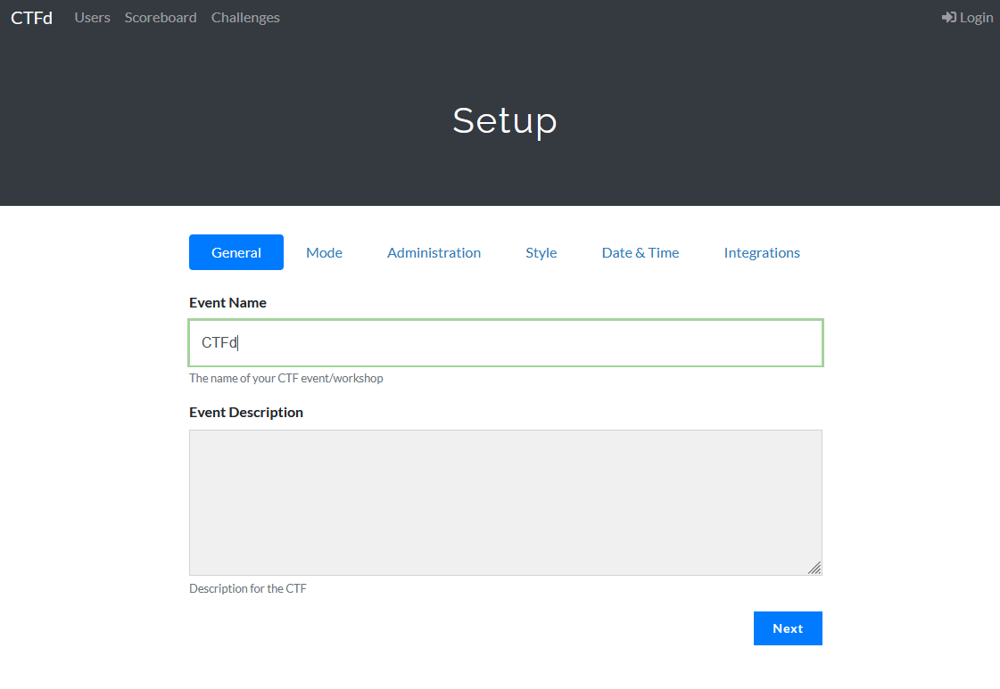 CTFd Users Scoreboard Challenges Login
Setup
General Mode Administration Style Date & Time Integrations
Event Name
CTFd
The name of your CTF event/workshop
Event Description
Description for the CTF
Next